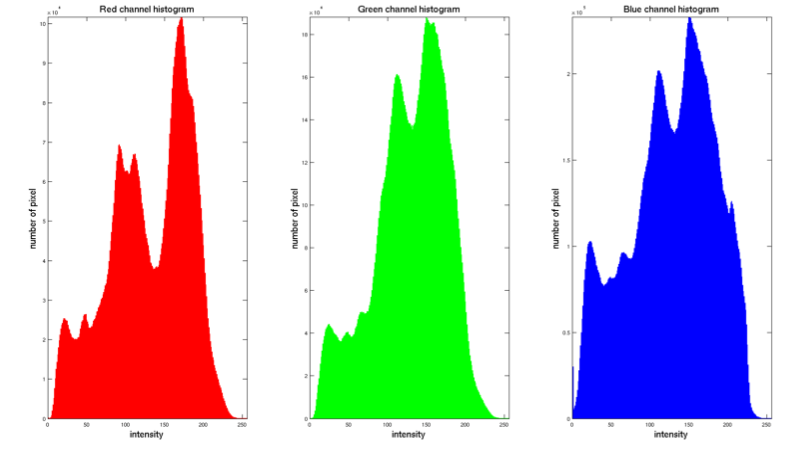 Red channel histogram
Green channel histogram
Blue channel histogram
number of pixel
10
9
8
7
6
5
4
3
2
1
0
0 50 100 150 200 250
intensity
number of pixel
18
16
14
12
10
8
6
4
2
0
0 50 100 150 200 250
intensity
number of pixel
2
1.5
1
0.5
0
0 50 100 150 200 250
intensity